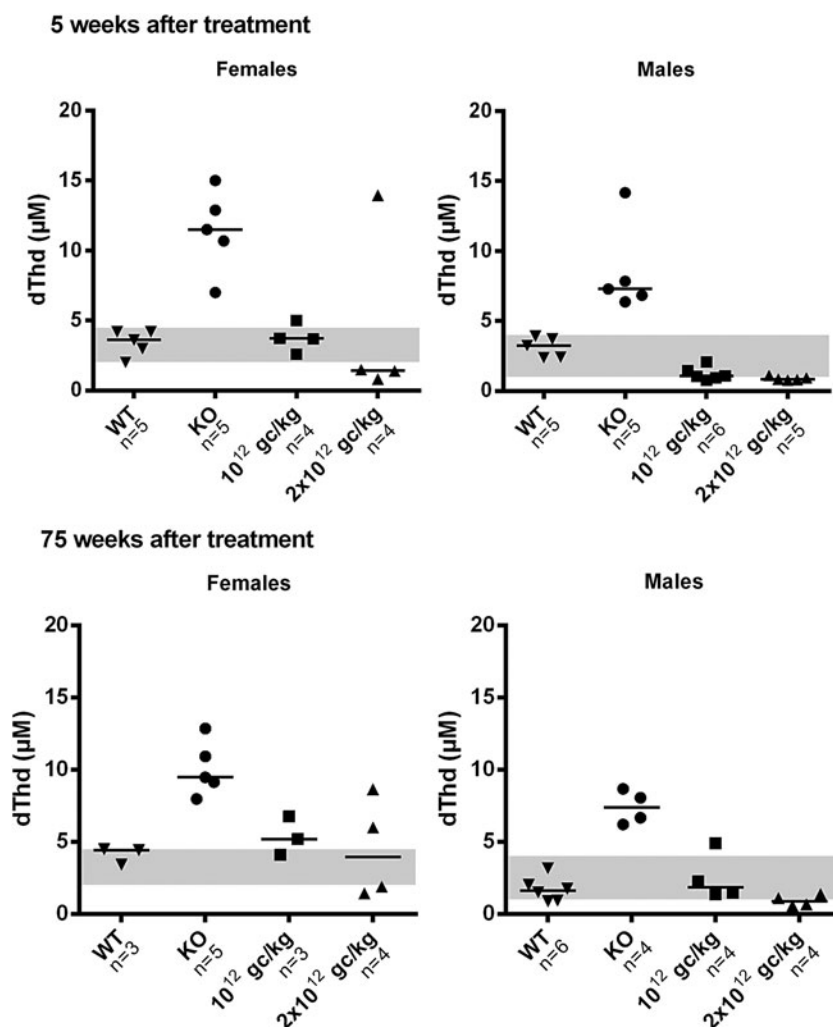 5 weeks after treatment
Females
Males
20
15
10
5
0
dThd (µM)
WT
n=5
KO
n=5
10¹² gc/kg
n=4
2x10¹² gc/kg
n=4
20
15
10
5
0
dThd (µM)
WT
n=5
KO
n=5
10¹² gc/kg
n=6
2x10¹² gc/kg
n=5
75 weeks after treatment
Females
Males
20
15
10
5
0
dThd (µM)
WT
n=3
KO
n=5
10¹² gc/kg
n=3
2x10¹² gc/kg
n=4
20
15
10
5
0
dThd (µM)
WT
n=6
KO
n=4
10¹² gc/kg
n=4
2x10¹² gc/kg
n=4